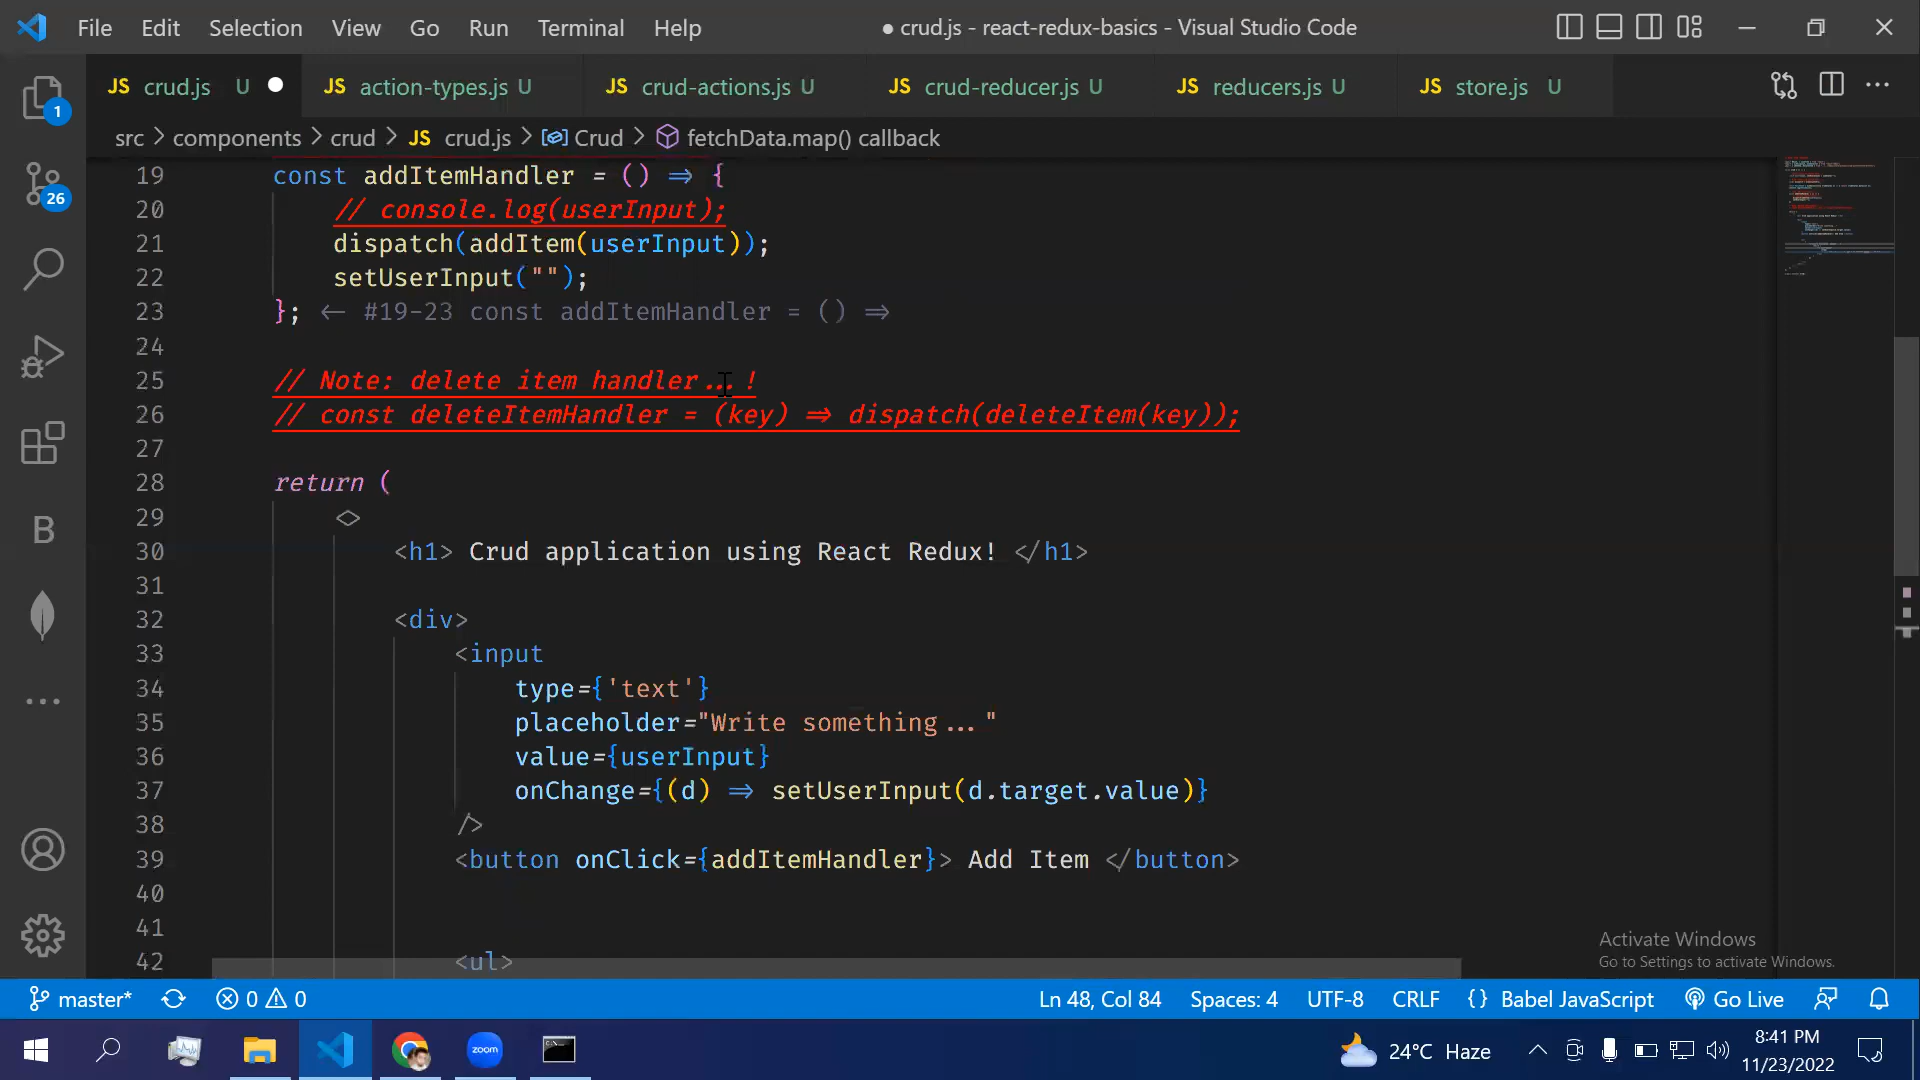 File Edit Selection View Go Run Terminal Help
● crud.js - react-redux-basics - Visual Studio Code
JS crud.js U ● JS action-types.js U JS crud-actions.js U JS crud-reducer.js U JS reducers.js U JS store.js U
1
src > components > crud > JS crud.js > Crud > fetchData.map() callback
26
19 const addItemHandler = () => {
20 // console.log(userInput);
21 dispatch(addItem(userInput));
22 setUserInput("");
23 }; <- #19-23 const addItemHandler = () =>
24
25 // Note: delete item handler...!
26 // const deleteItemHandler = (key) => dispatch(deleteItem(key));
27
28 return (
29 <>
30 <h1> Crud application using React Redux! </h1>
31
32 <div>
33 <input
34 type={'text'}
35 placeholder="Write something..."
36 value={userInput}
37 onChange={(d) => setUserInput(d.target.value)}
38 />
39 <button onClick={addItemHandler}> Add Item </button>
40
41
42 <ul>
B
Activate Windows
Go to Settings to activate Windows.
master* 0 0 Ln 48, Col 84 Spaces: 4 UTF-8 CRLF {} Babel JavaScript Go Live
zoom
24°C Haze
8:41 PM
11/23/2022